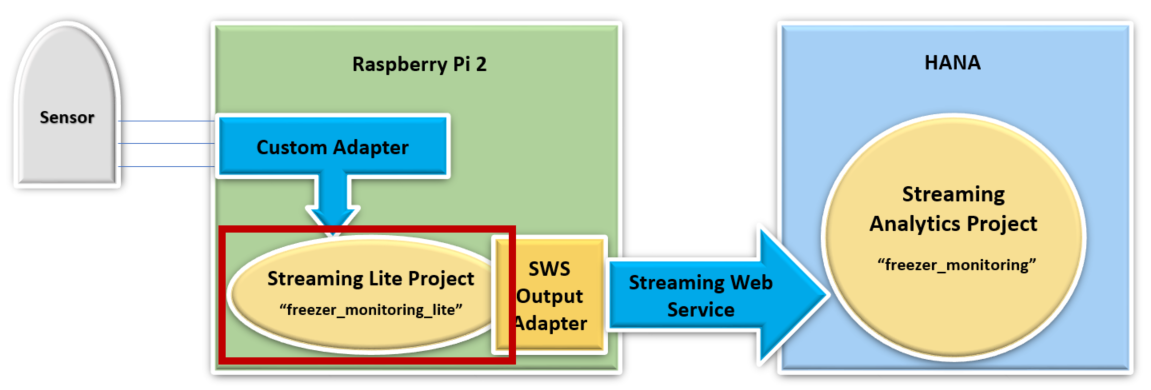 Sensor
Raspberry Pi 2
Custom Adapter
Streaming Lite Project
“freezer_monitoring_lite”
SWS
Output
Adapter
Streaming Web
Service
HANA
Streaming
Analytics Project
“freezer_monitoring”